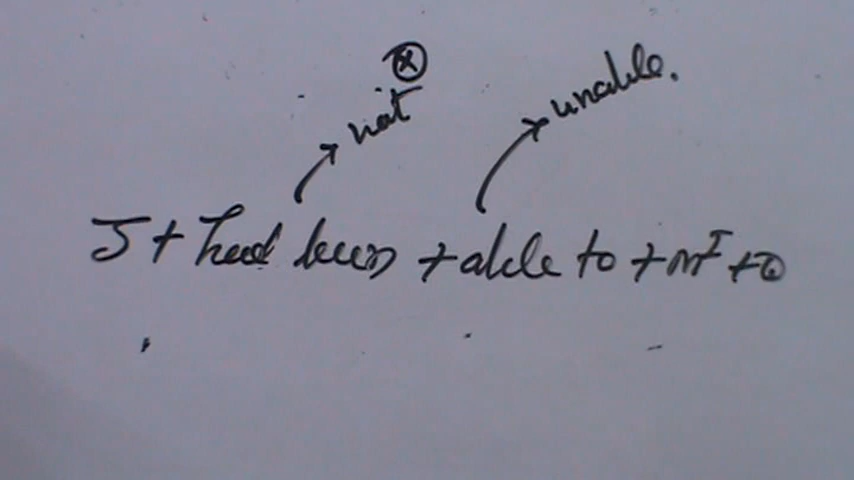 not ⓧ
unable.
S + had been + able to + m^I + o